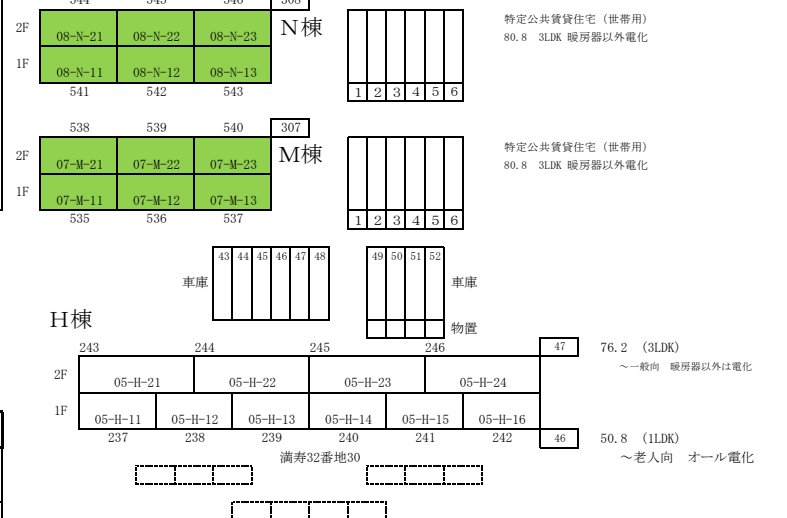 544 545 546 308
2F 08-N-21 08-N-22 08-N-23 N棟
1F 08-N-11 08-N-12 08-N-13
541 542 543
1 2 3 4 5 6
特定公共賃貸住宅（世帯用）
80.8 3LDK 暖房器以外電化
538 539 540 307
2F 07-M-21 07-M-22 07-M-23 M棟
1F 07-M-11 07-M-12 07-M-13
535 536 537
1 2 3 4 5 6
特定公共賃貸住宅（世帯用）
80.8 3LDK 暖房器以外電化
車庫 43 44 45 46 47 48
49 50 51 52 車庫
物置
H棟
243 244 245 246 47
2F 05-H-21 05-H-22 05-H-23 05-H-24
1F 05-H-11 05-H-12 05-H-13 05-H-14 05-H-15 05-H-16
237 238 239 240 241 242 46
満寿32番地30
76.2 (3LDK)
～一般向 暖房器以外は電化
50.8 (1LDK)
～老人向 オール電化